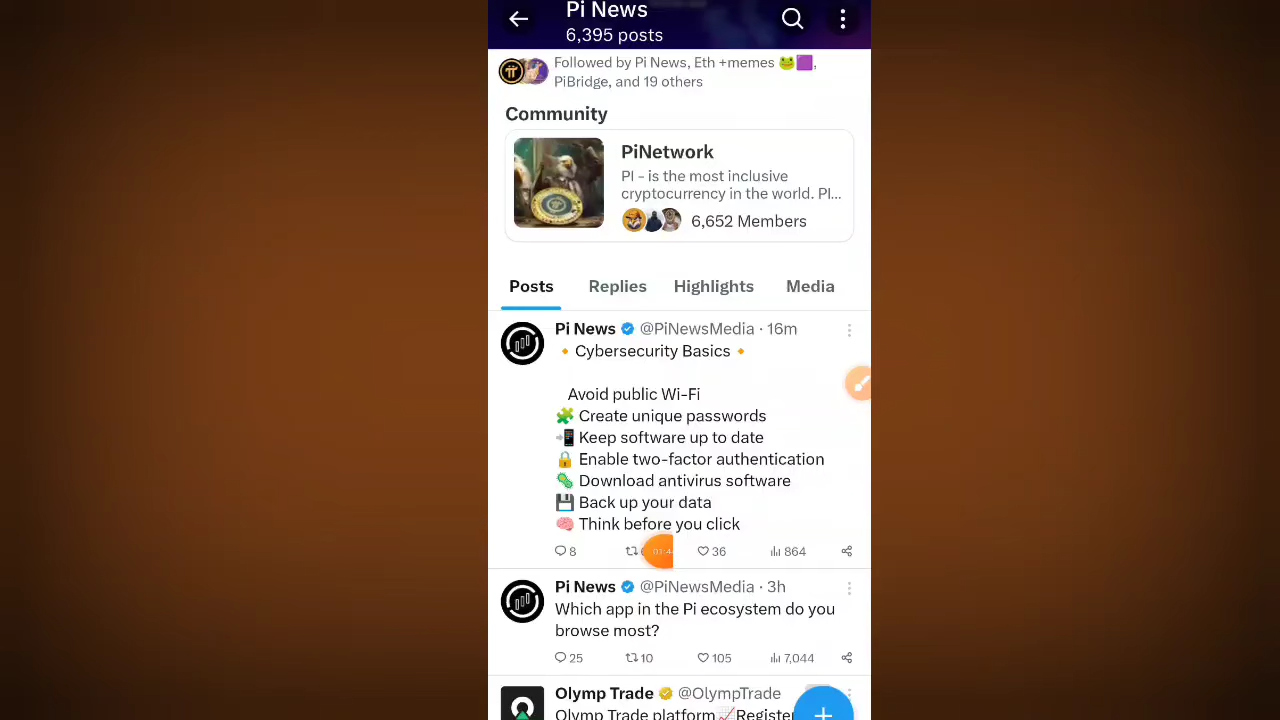 Pi News
6,395 posts
Followed by Pi News, Eth +memes 🐸🟪,
PiBridge, and 19 others
Community
PiNetwork
PI - is the most inclusive
cryptocurrency in the world. PI...
6,652 Members
Posts Replies Highlights Media
Pi News @PiNewsMedia · 16m
🔸 Cybersecurity Basics 🔸
Avoid public Wi-Fi
🧩 Create unique passwords
📲 Keep software up to date
🔒 Enable two-factor authentication
🦠 Download antivirus software
💾 Back up your data
🧠 Think before you click
8 36 864
Pi News @PiNewsMedia · 3h
Which app in the Pi ecosystem do you
browse most?
25 10 105 7,044
Olymp Trade @OlympTrade
Olymp Trade platform📈Register